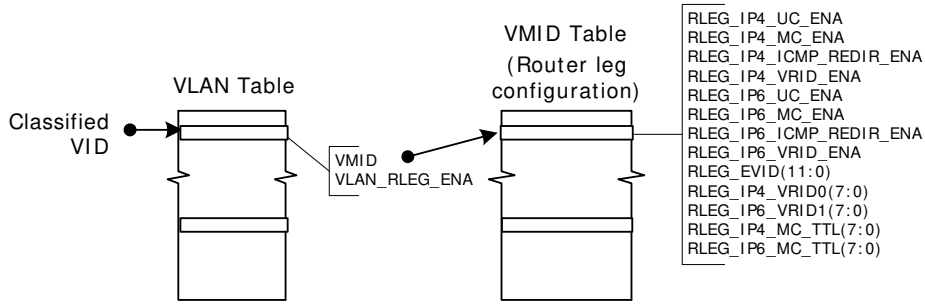 Classified
VID
VLAN Table
VMID
VLAN_RLEG_ENA
VMID Table
(Router leg
configuration)
RLEG_IP4_UC_ENA
RLEG_IP4_MC_ENA
RLEG_IP4_ICMP_REDIR_ENA
RLEG_IP4_VRID_ENA
RLEG_IP6_UC_ENA
RLEG_IP6_MC_ENA
RLEG_IP6_ICMP_REDIR_ENA
RLEG_IP6_VRID_ENA
RLEG_EVID(11:0)
RLEG_IP4_VRID0(7:0)
RLEG_IP6_VRID1(7:0)
RLEG_IP4_MC_TTL(7:0)
RLEG_IP6_MC_TTL(7:0)